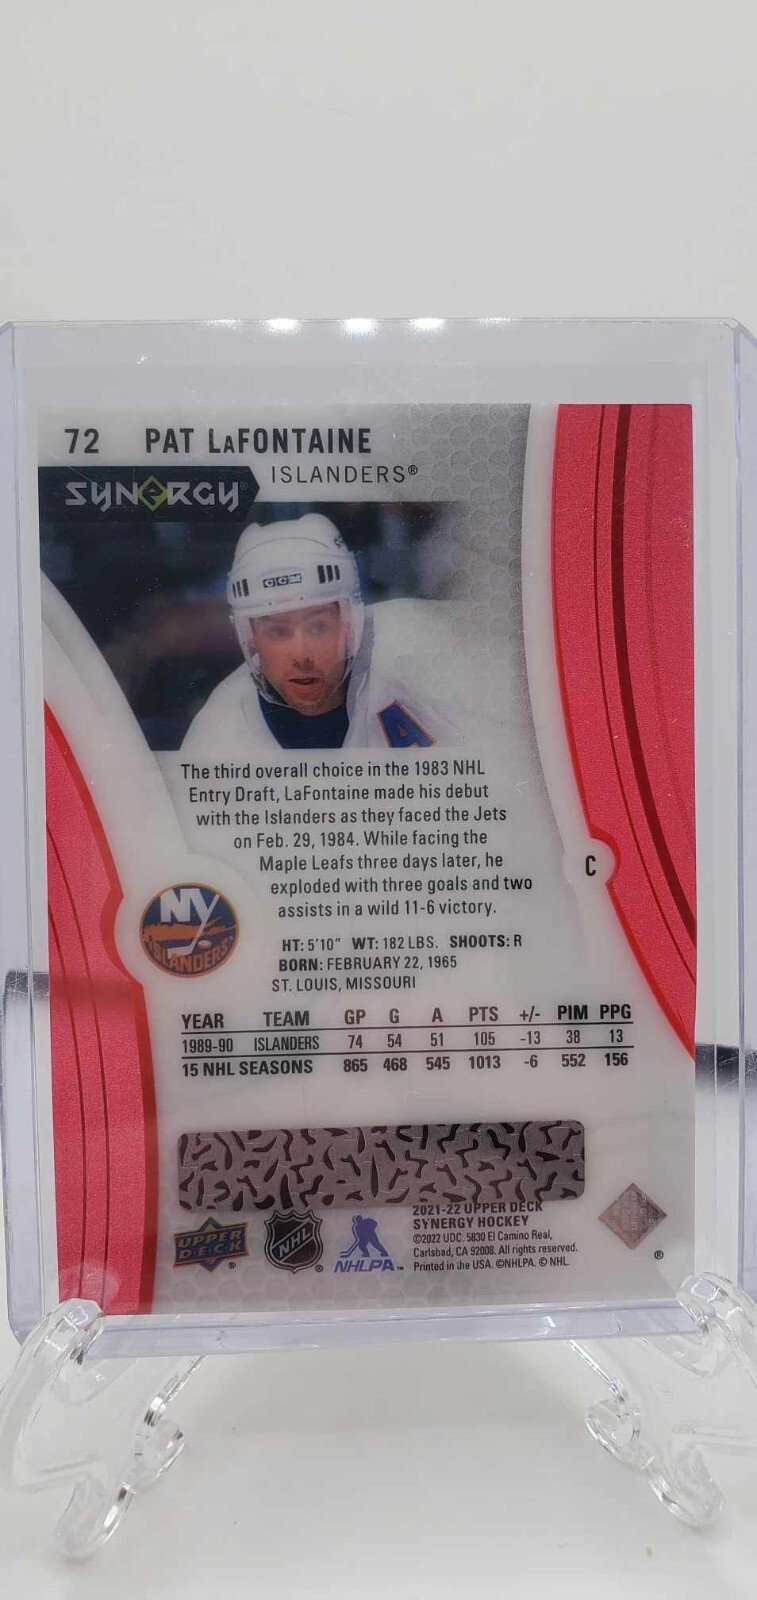 72 PAT LaFONTAINE
ISLANDERS®
SYNERGY
CCM
A
The third overall choice in the 1983 NHL
Entry Draft, LaFontaine made his debut
with the Islanders as they faced the Jets
on Feb. 29, 1984. While facing the
Maple Leafs three days later, he
exploded with three goals and two
assists in a wild 11-6 victory.
C
NY
ISLANDERS
HT: 5'10" WT: 182 LBS. SHOOTS: R
BORN: FEBRUARY 22, 1965
ST. LOUIS, MISSOURI
YEAR TEAM GP G A PTS +/- PIM PPG
1989-90 ISLANDERS 74 54 51 105 -13 38 13
15 NHL SEASONS 865 468 545 1013 -6 552 156
2021-22 UPPER DECK
SYNERGY HOCKEY
©2022 UDC. 5830 El Camino Real,
Carlsbad, CA 92008. All rights reserved.
Printed in the USA. ©NHLPA. © NHL.
UPPER
DECK®
NHL®
NHLPA™
®